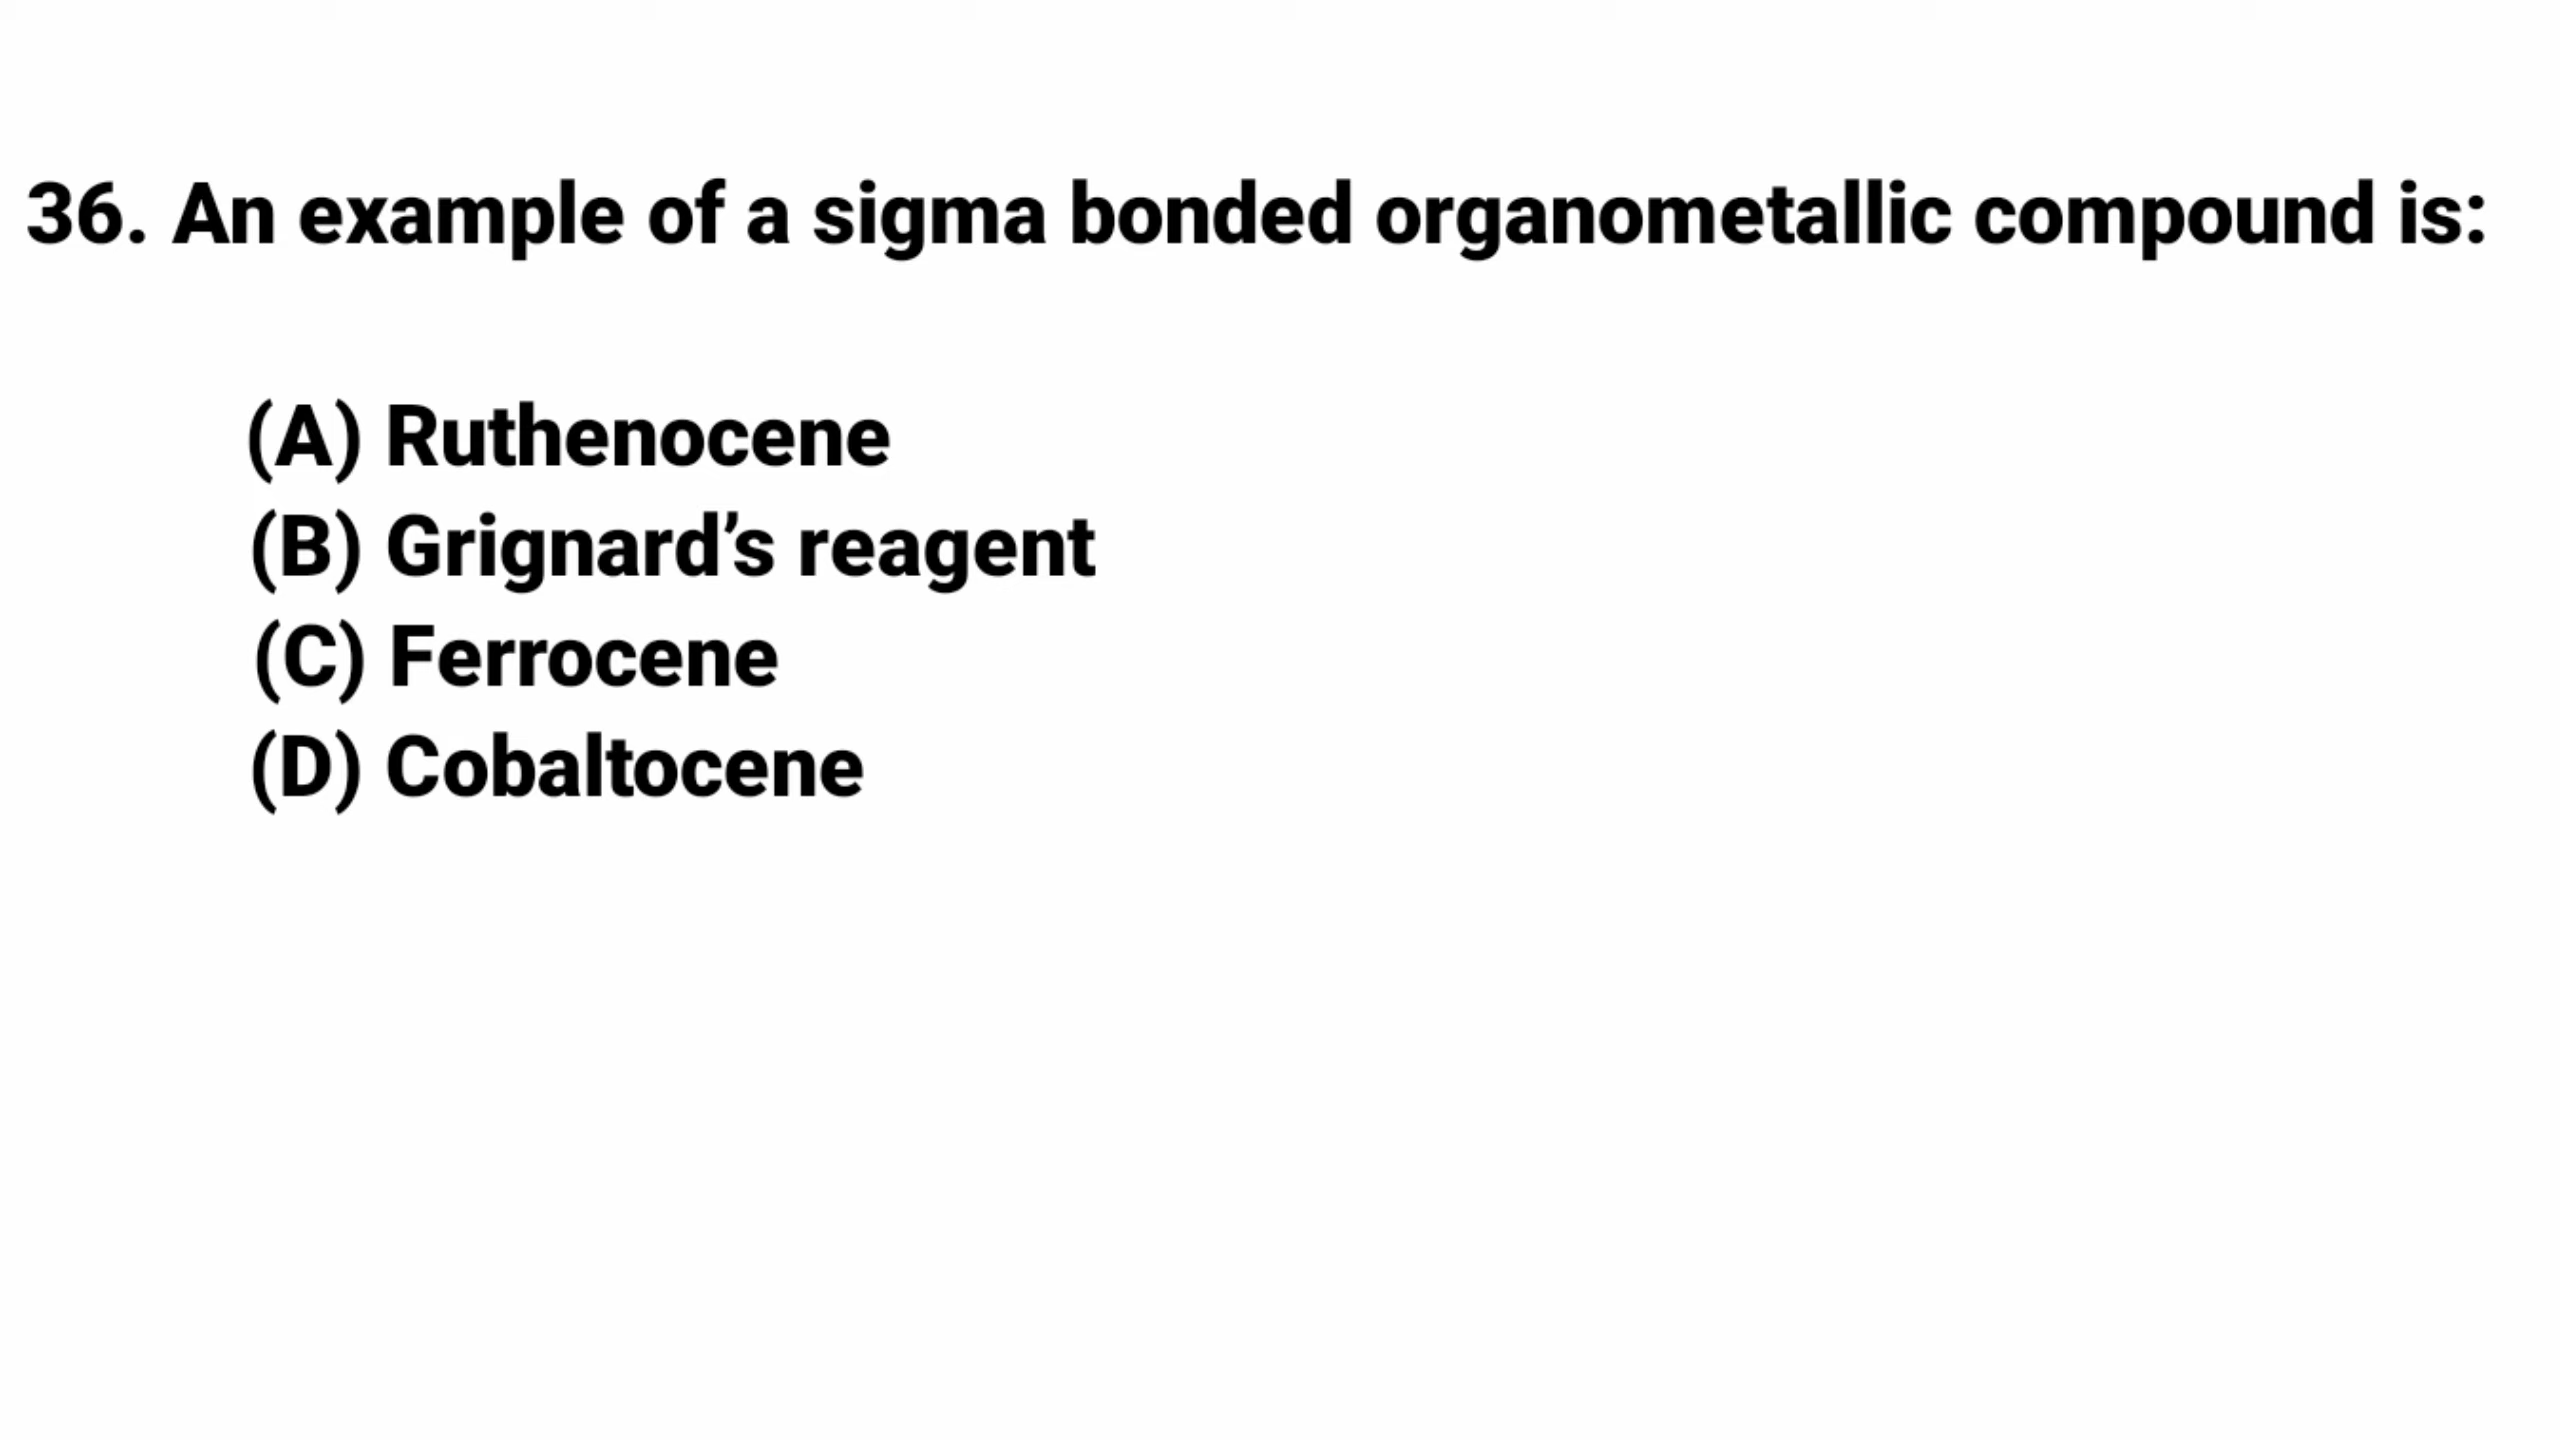 36. An example of a sigma bonded organometallic compound is:
(A) Ruthenocene
(B) Grignard’s reagent
(C) Ferrocene
(D) Cobaltocene